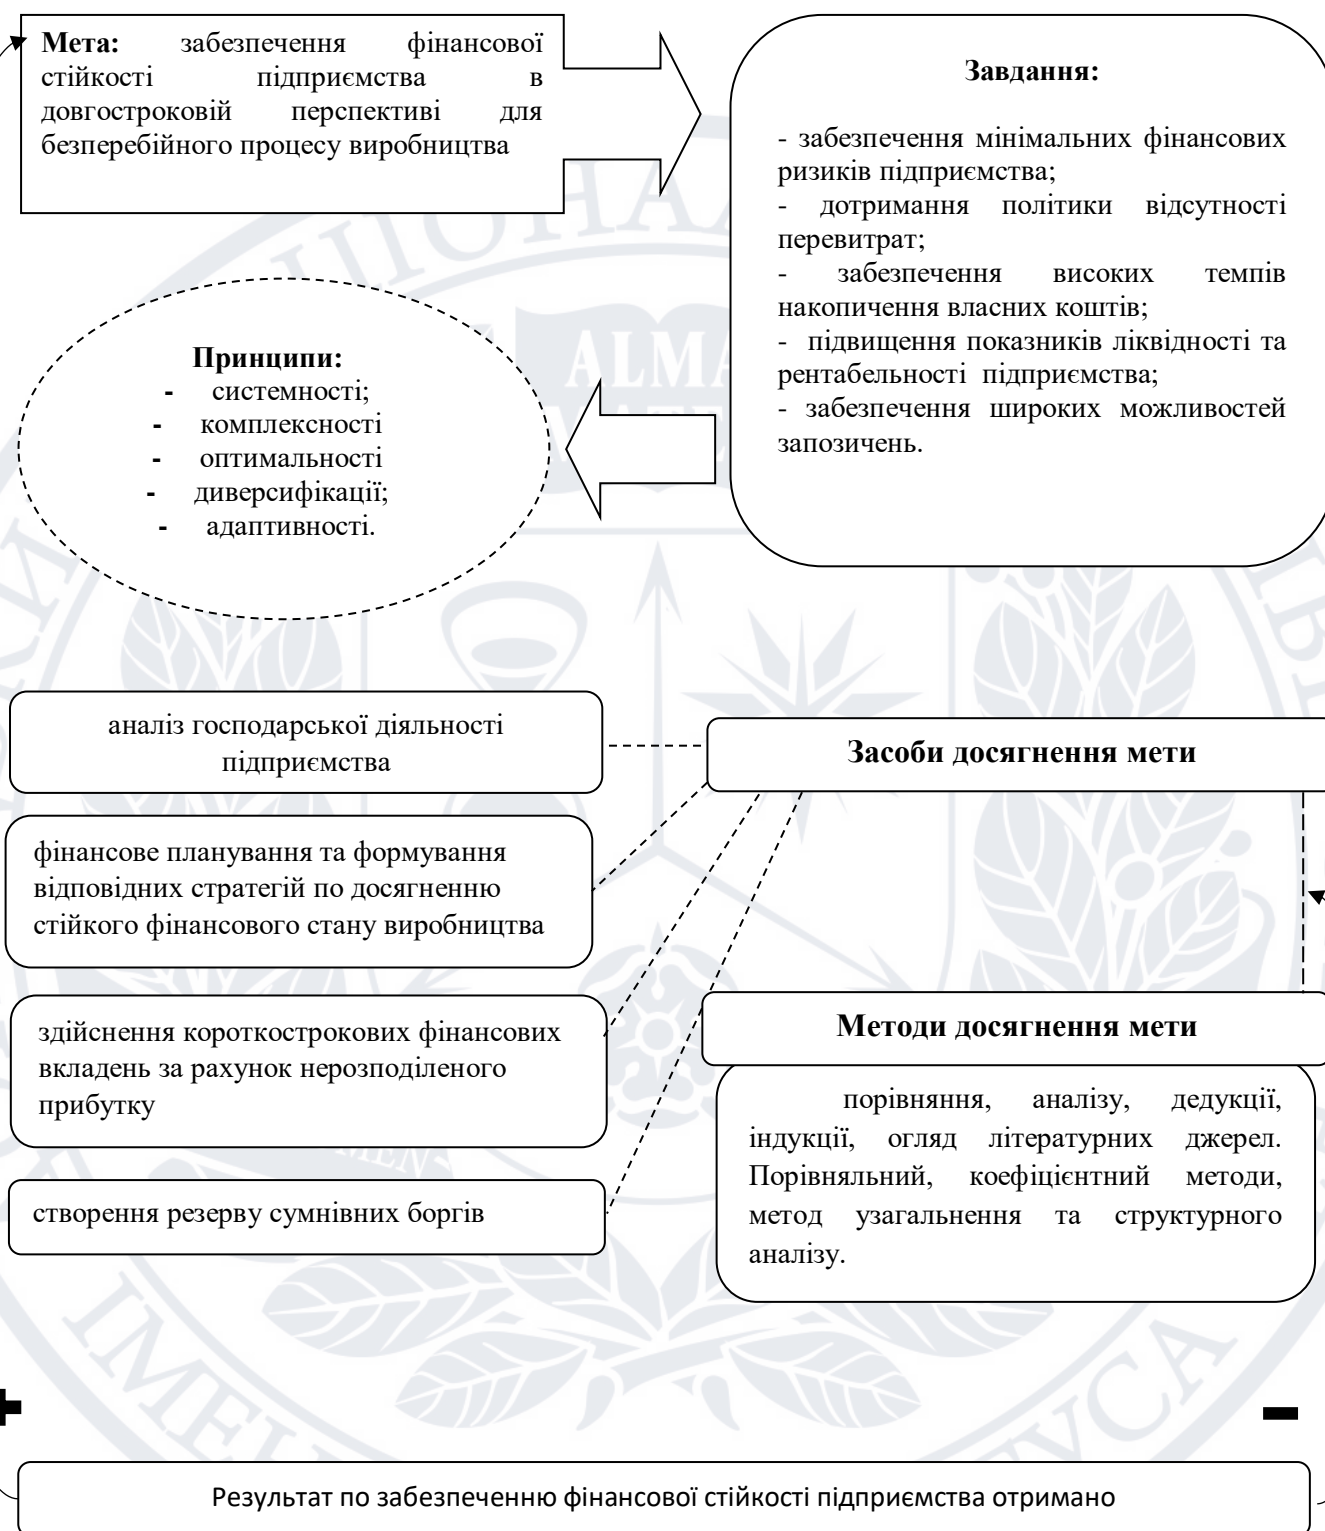 Мета: забезпечення фінансової
стійкості підприємства в
довгостроковій перспективі для
безперебійного процесу виробництва
Завдання:
- забезпечення мінімальних фінансових
ризиків підприємства;
- дотримання політики відсутності
перевитрат;
- забезпечення високих темпів
накопичення власних коштів;
- підвищення показників ліквідності та
рентабельності підприємства;
- забезпечення широких можливостей
запозичень.
Принципи:
- системності;
- комплексності
- оптимальності
- диверсифікації;
- адаптивності.
аналіз господарської діяльності
підприємства
Засоби досягнення мети
фінансове планування та формування
відповідних стратегій по досягненню
стійкого фінансового стану виробництва
здійснення короткострокових фінансових
вкладень за рахунок нерозподіленого
прибутку
Методи досягнення мети
порівняння, аналізу, дедукції,
індукції, огляд літературних джерел.
Порівняльний, коефіцієнтний методи,
метод узагальнення та структурного
аналізу.
створення резерву сумнівних боргів
+
-
Результат по забезпеченню фінансової стійкості підприємства отримано